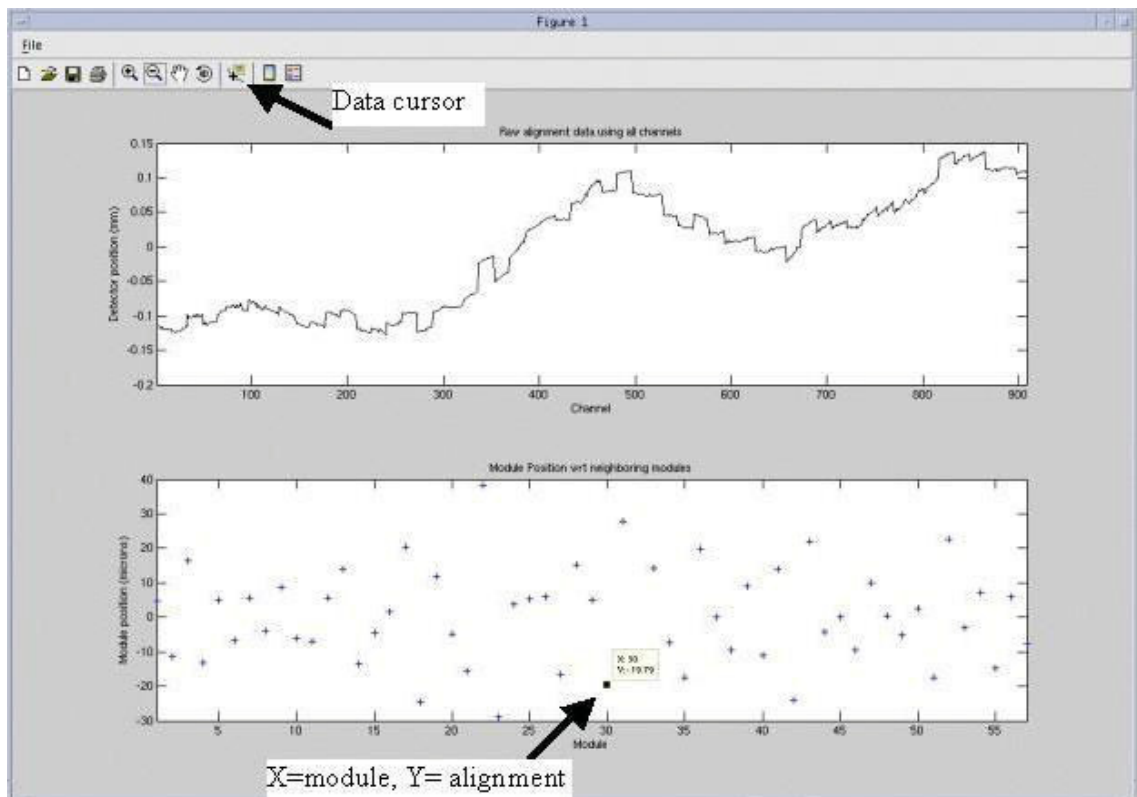 Figure 1
File
Data cursor
Raw alignment data using all channels
0.15
0.1
0.05
0
-0.05
-0.1
-0.15
-0.2
Detector position (mm)
100 200 300 400 500 600 700 800 900
Channel
Module Position wrt neighboring modules
40
30
20
10
0
-10
-20
-30
Module position (microns)
X: 30
Y: -19.79
5 10 15 20 25 30 35 40 45 50 55
Module
X=module, Y= alignment